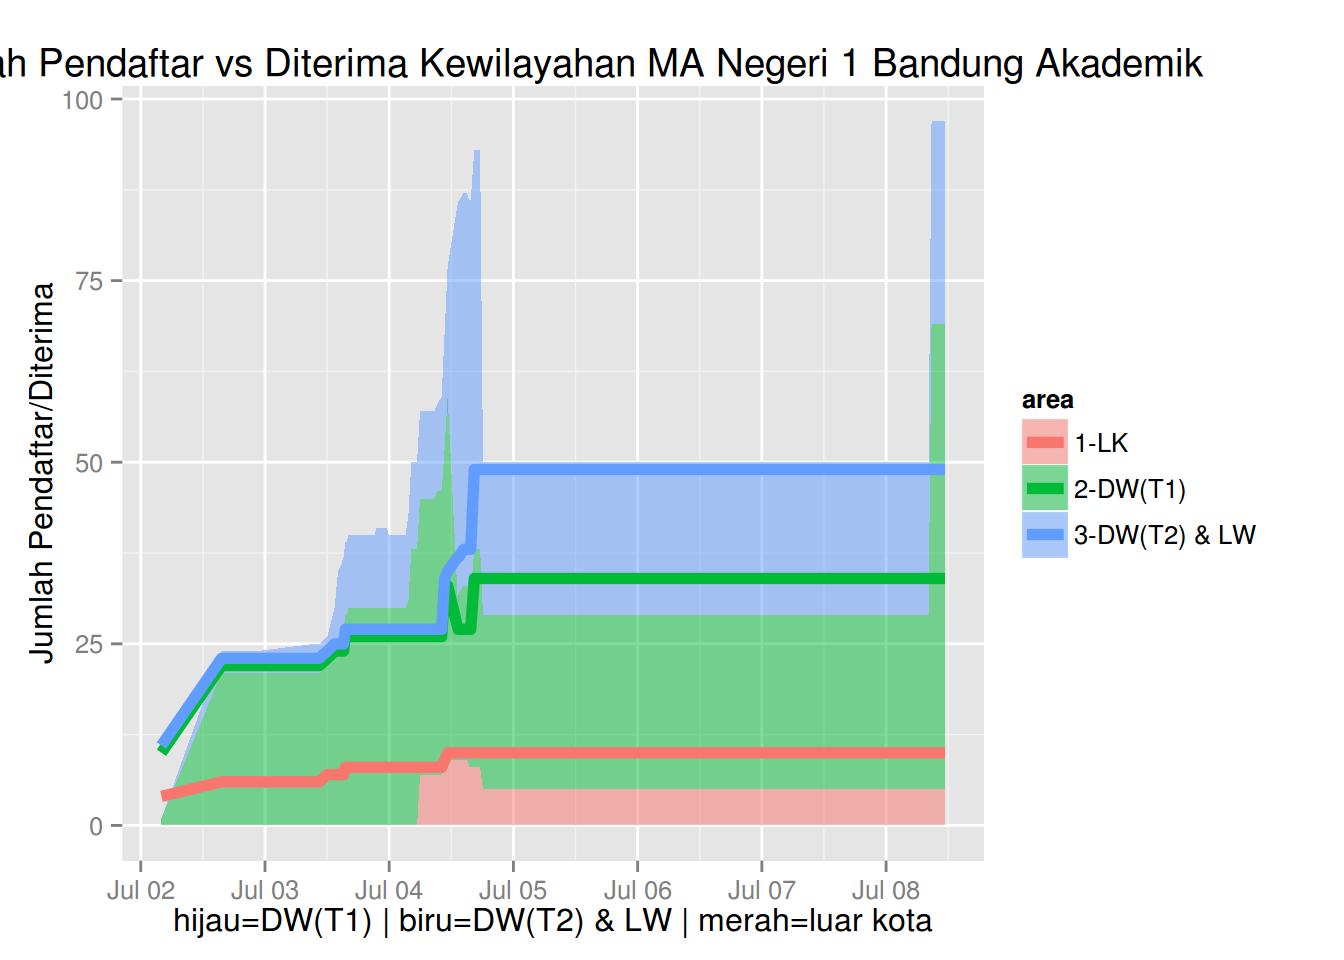 ah Pendaftar vs Diterima Kewilayahan MA Negeri 1 Bandung Akademik
100
75
50
25
0
Jumlah Pendaftar/Diterima
Jul 02 Jul 03 Jul 04 Jul 05 Jul 06 Jul 07 Jul 08
hijau=DW(T1) | biru=DW(T2) & LW | merah=luar kota
area
1-LK
2-DW(T1)
3-DW(T2) & LW